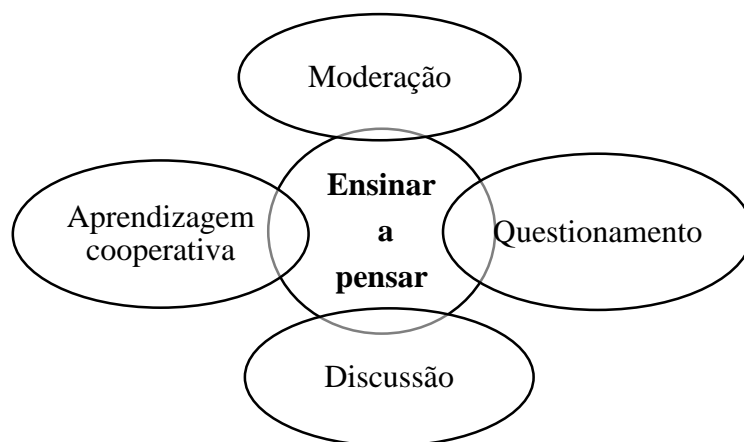 Moderação
Ensinar
a
pensar
Aprendizagem
cooperativa
Questionamento
Discussão